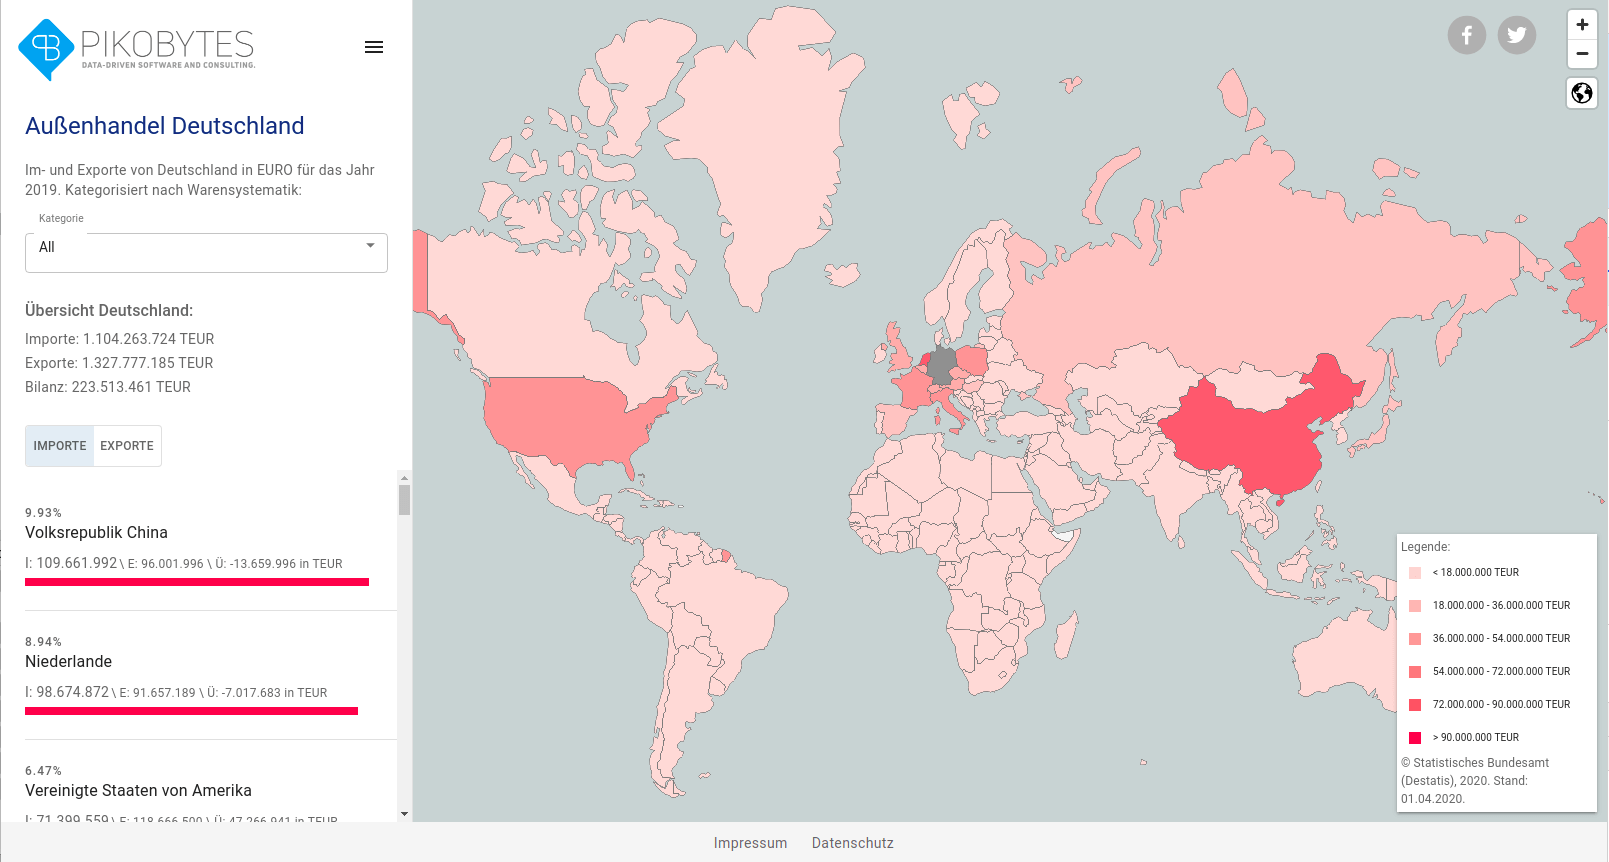 PIKOBYTES
DATA-DRIVEN SOFTWARE AND CONSULTING.
Außenhandel Deutschland
Im- und Exporte von Deutschland in EURO für das Jahr
2019. Kategorisiert nach Warensystematik:
Kategorie
All
Übersicht Deutschland:
Importe: 1.104.263.724 TEUR
Exporte: 1.327.777.185 TEUR
Bilanz: 223.513.461 TEUR
IMPORTE EXPORTE
9.93%
Volksrepublik China
I: 109.661.992 \ E: 96.001.996 \ Ü: -13.659.996 in TEUR
8.94%
Niederlande
I: 98.674.872 \ E: 91.657.189 \ Ü: -7.017.683 in TEUR
6.47%
Vereinigte Staaten von Amerika
I: 71.399.559 \ E: 118.666.500 \ Ü: 47.266.941 in TEUR
+
−
Legende:
< 18.000.000 TEUR
18.000.000 - 36.000.000 TEUR
36.000.000 - 54.000.000 TEUR
54.000.000 - 72.000.000 TEUR
72.000.000 - 90.000.000 TEUR
> 90.000.000 TEUR
© Statistisches Bundesamt
(Destatis), 2020. Stand:
01.04.2020.
Impressum Datenschutz